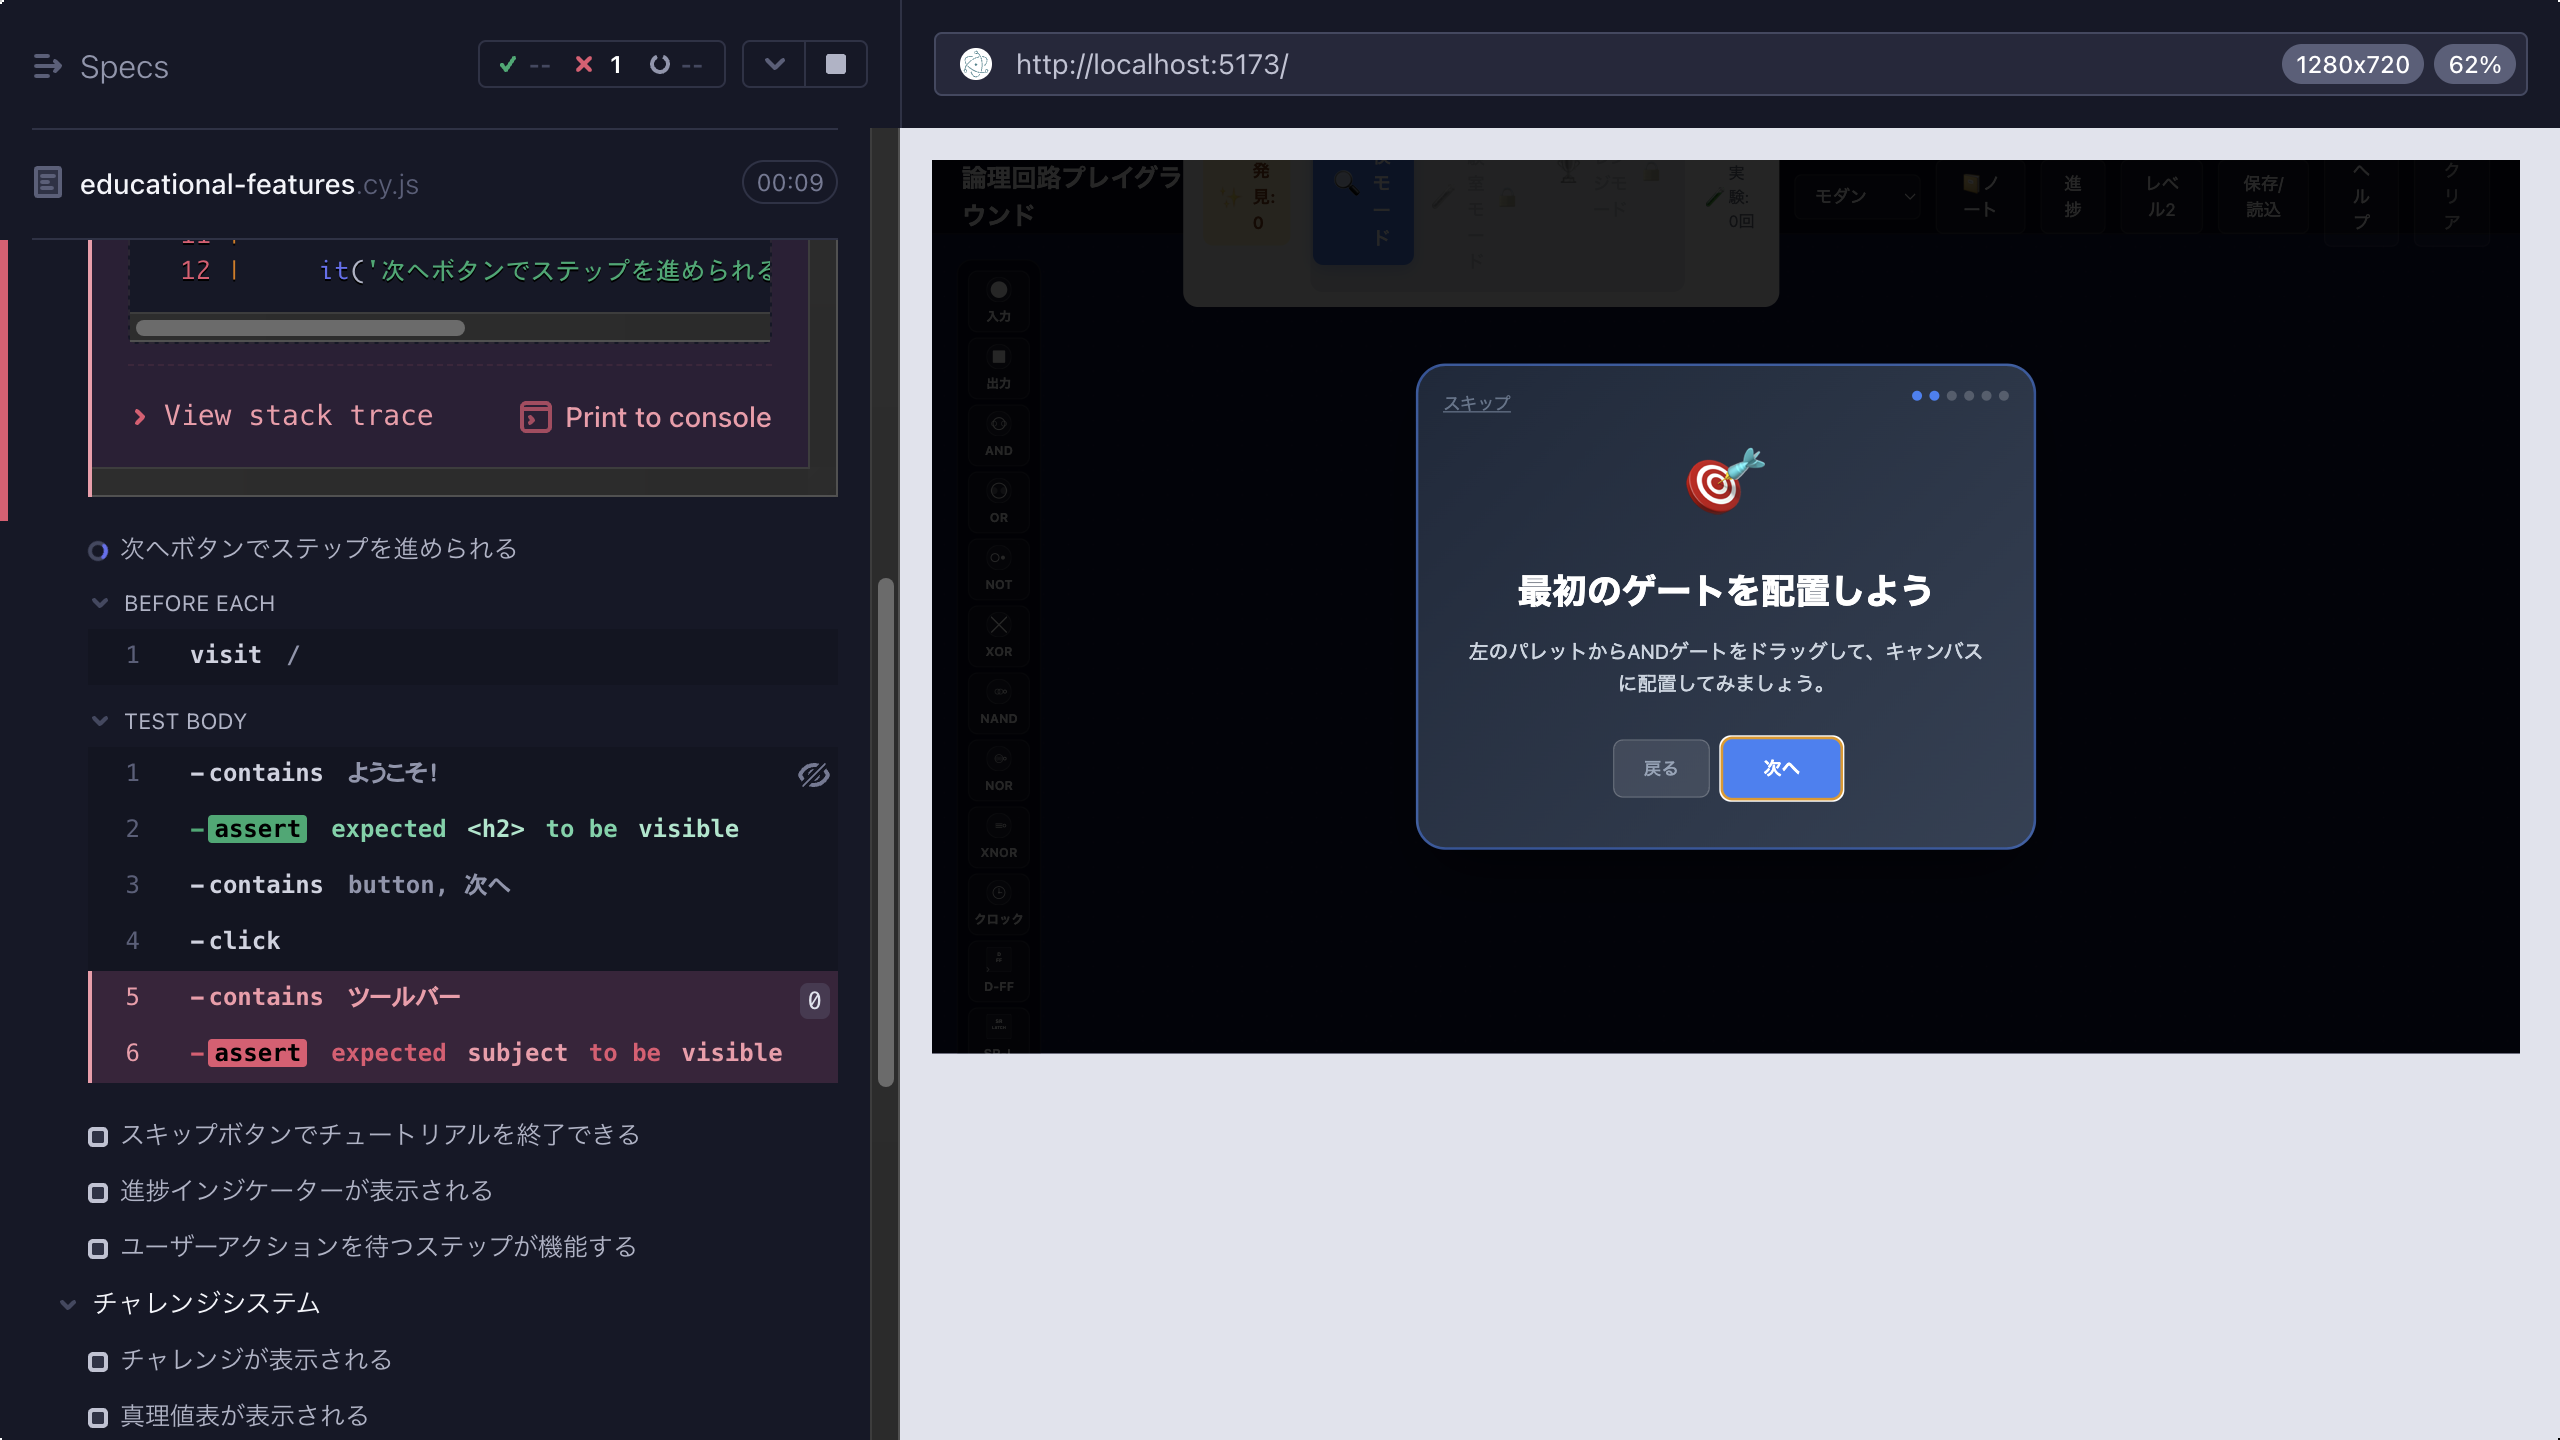 Specs
-- 1 --
educational-features.cy.js
00:09
12 | it('次へボタンでステップを進められる
View stack trace
Print to console
次へボタンでステップを進められる
BEFORE EACH
1 visit /
TEST BODY
1 -contains ようこそ!
2 -assert expected <h2> to be visible
3 -contains button, 次へ
4 -click
5 -contains ツールバー 0
6 -assert expected subject to be visible
スキップボタンでチュートリアルを終了できる
進捗インジケーターが表示される
ユーザーアクションを待つステップが機能する
チャレンジシステム
チャレンジが表示される
真理値表が表示される
http://localhost:5173/
1280x720
62%
論理回路プレイグラ
ウンド
発
見:
0
モ
ー
ド
実
験:
0回
モダン
ノ
ート
進
捗
レベ
ル2
保存/
読込
ヘ
ル
プ
ク
リ
ア
入力
出力
AND
OR
NOT
XOR
NAND
NOR
XNOR
クロック
D-FF
スキップ
最初のゲートを配置しよう
左のパレットからANDゲートをドラッグして、キャンバス
に配置してみましょう。
戻る
次へ